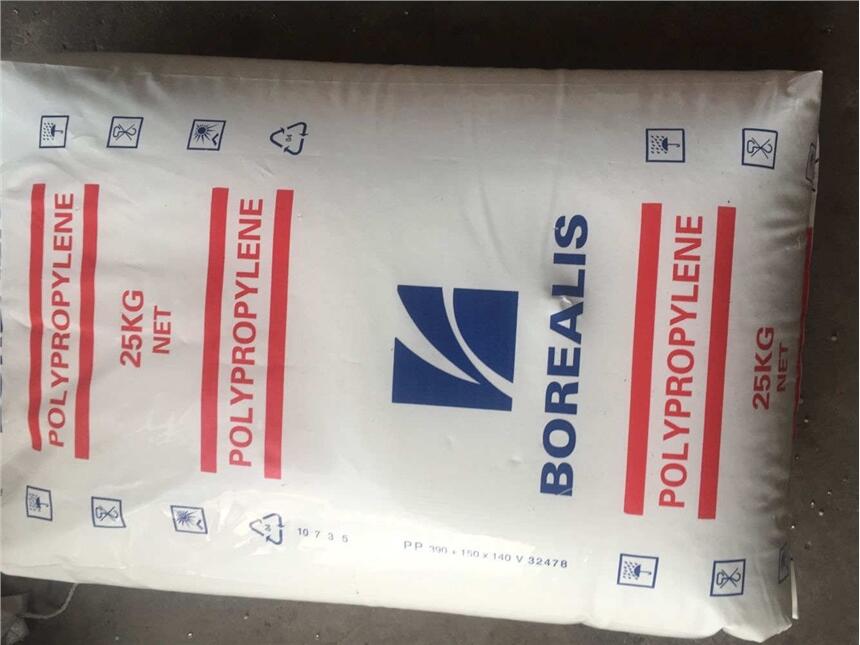 POLYPROPYLENE
25KG
NET
POLYPROPYLENE
BOREALIS
POLYPROPYLENE
25KG
NET
10 7 3 5
PP 390 + 150 x 140 V 32478